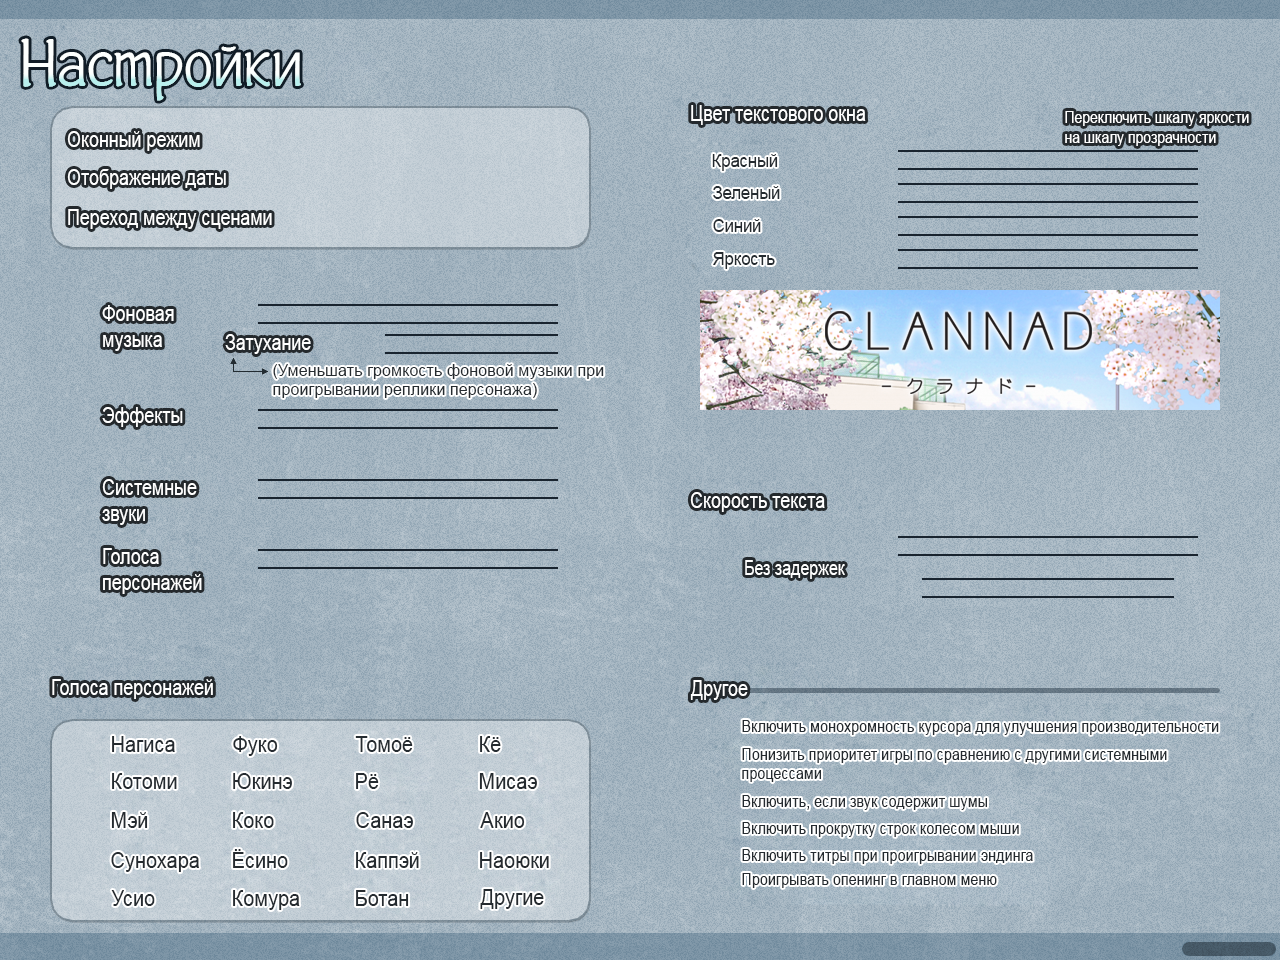 Настройки
Оконный режим
Отображение даты
Переход между сценами
Фоновая
музыка
Затухание
(Уменьшать громкость фоновой музыки при
проигрывании реплики персонажа)
Эффекты
Системные
звуки
Голоса
персонажей
Голоса персонажей
Нагиса Фуко Томоё Кё
Котоми Юкинэ Рё Мисаэ
Мэй Коко Санаэ Акио
Сунохара Ёсино Каппэй Наоюки
Усио Комура Ботан Другие
Цвет текстового окна
Переключить шкалу яркости
на шкалу прозрачности
Красный
Зеленый
Синий
Яркость
CLANNAD
-クラナド-
Скорость текста
Без задержек
Другое
Включить монохромность курсора для улучшения производительности
Понизить приоритет игры по сравнению с другими системными
процессами
Включить, если звук содержит шумы
Включить прокрутку строк колесом мыши
Включить титры при проигрывании эндинга
Проигрывать опенинг в главном меню